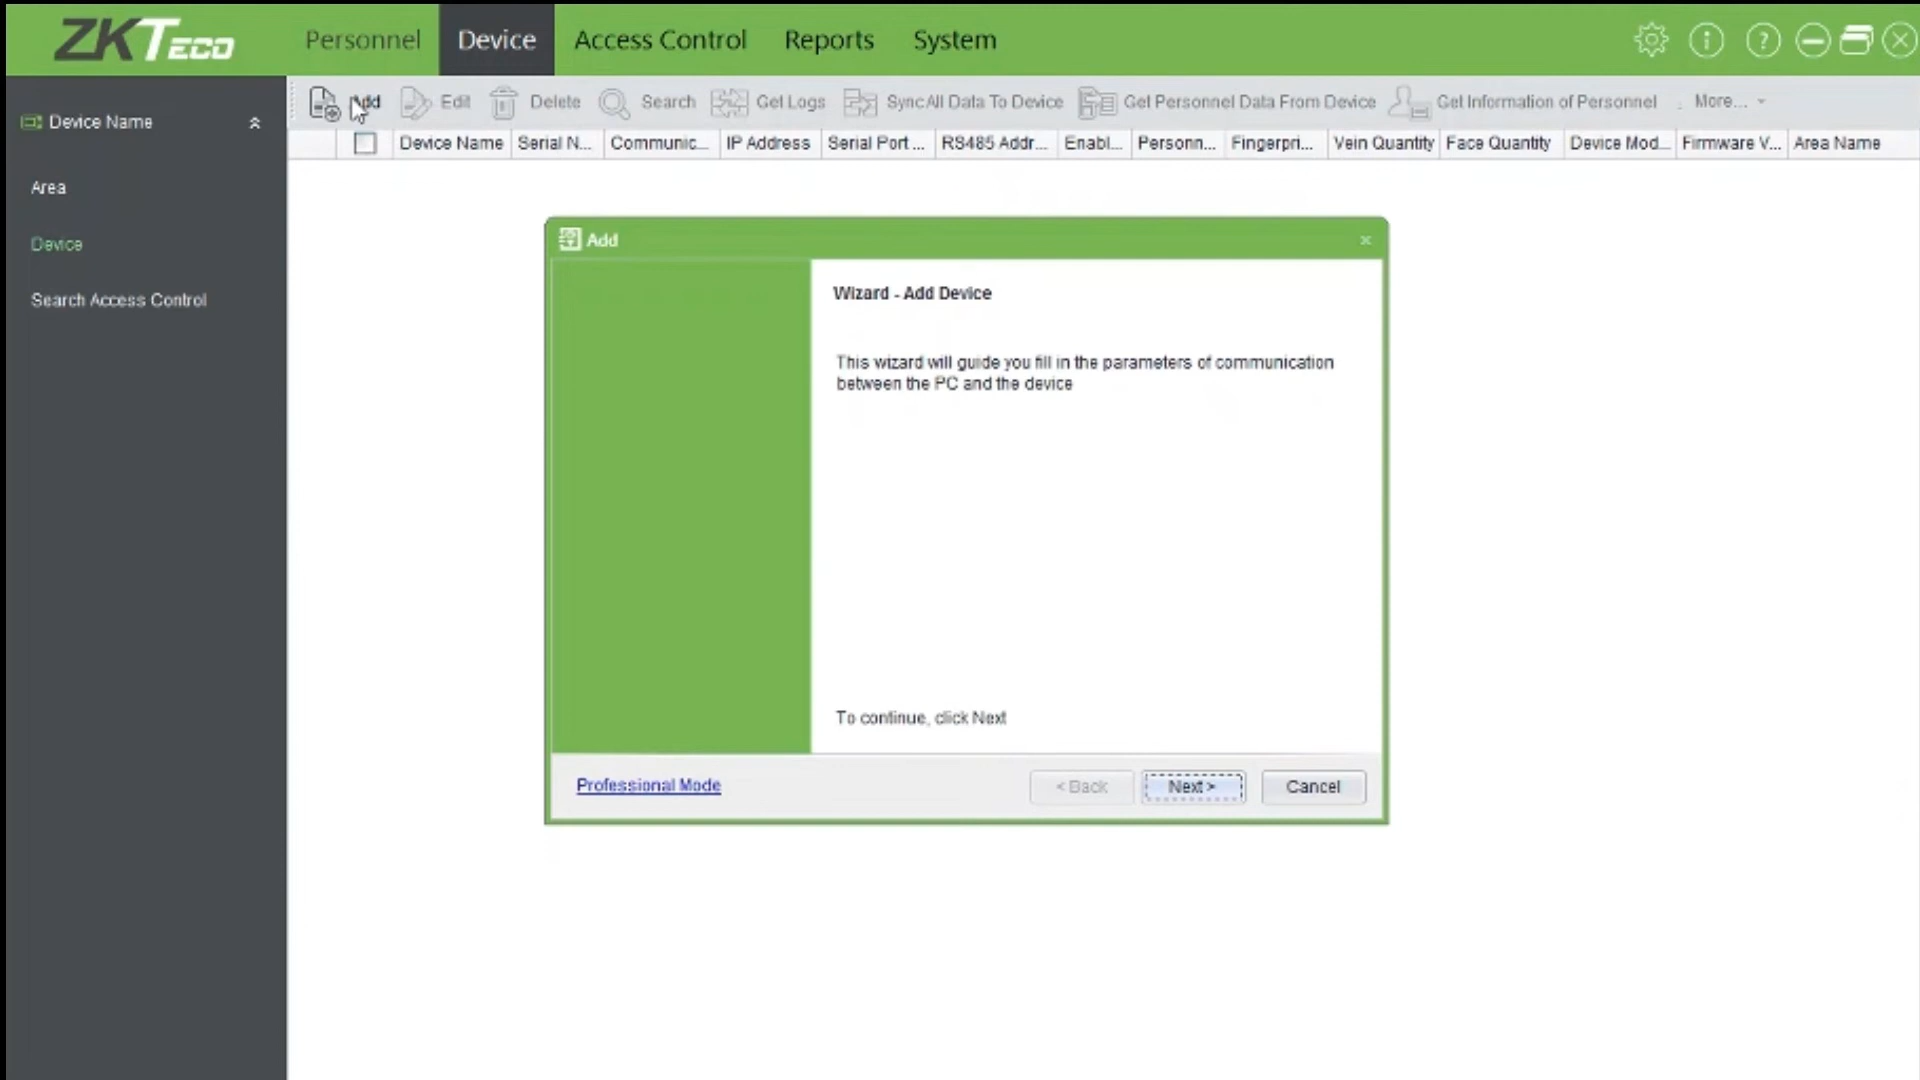 ZKTeco Personnel Device Access Control Reports System
Add Edit Delete Search Get Logs Sync All Data To Device Get Personnel Data From Device Get Information of Personnel More...
Device Name
Device Name Serial N... Communic... IP Address Serial Port ... RS485 Addr... Enabl... Personn... Fingerpri... Vein Quantity Face Quantity Device Mod... Firmware V... Area Name
Area
Device
Search Access Control
Add
Wizard - Add Device
This wizard will guide you fill in the parameters of communication
between the PC and the device
To continue, click Next
Professional Mode < Back Next > Cancel